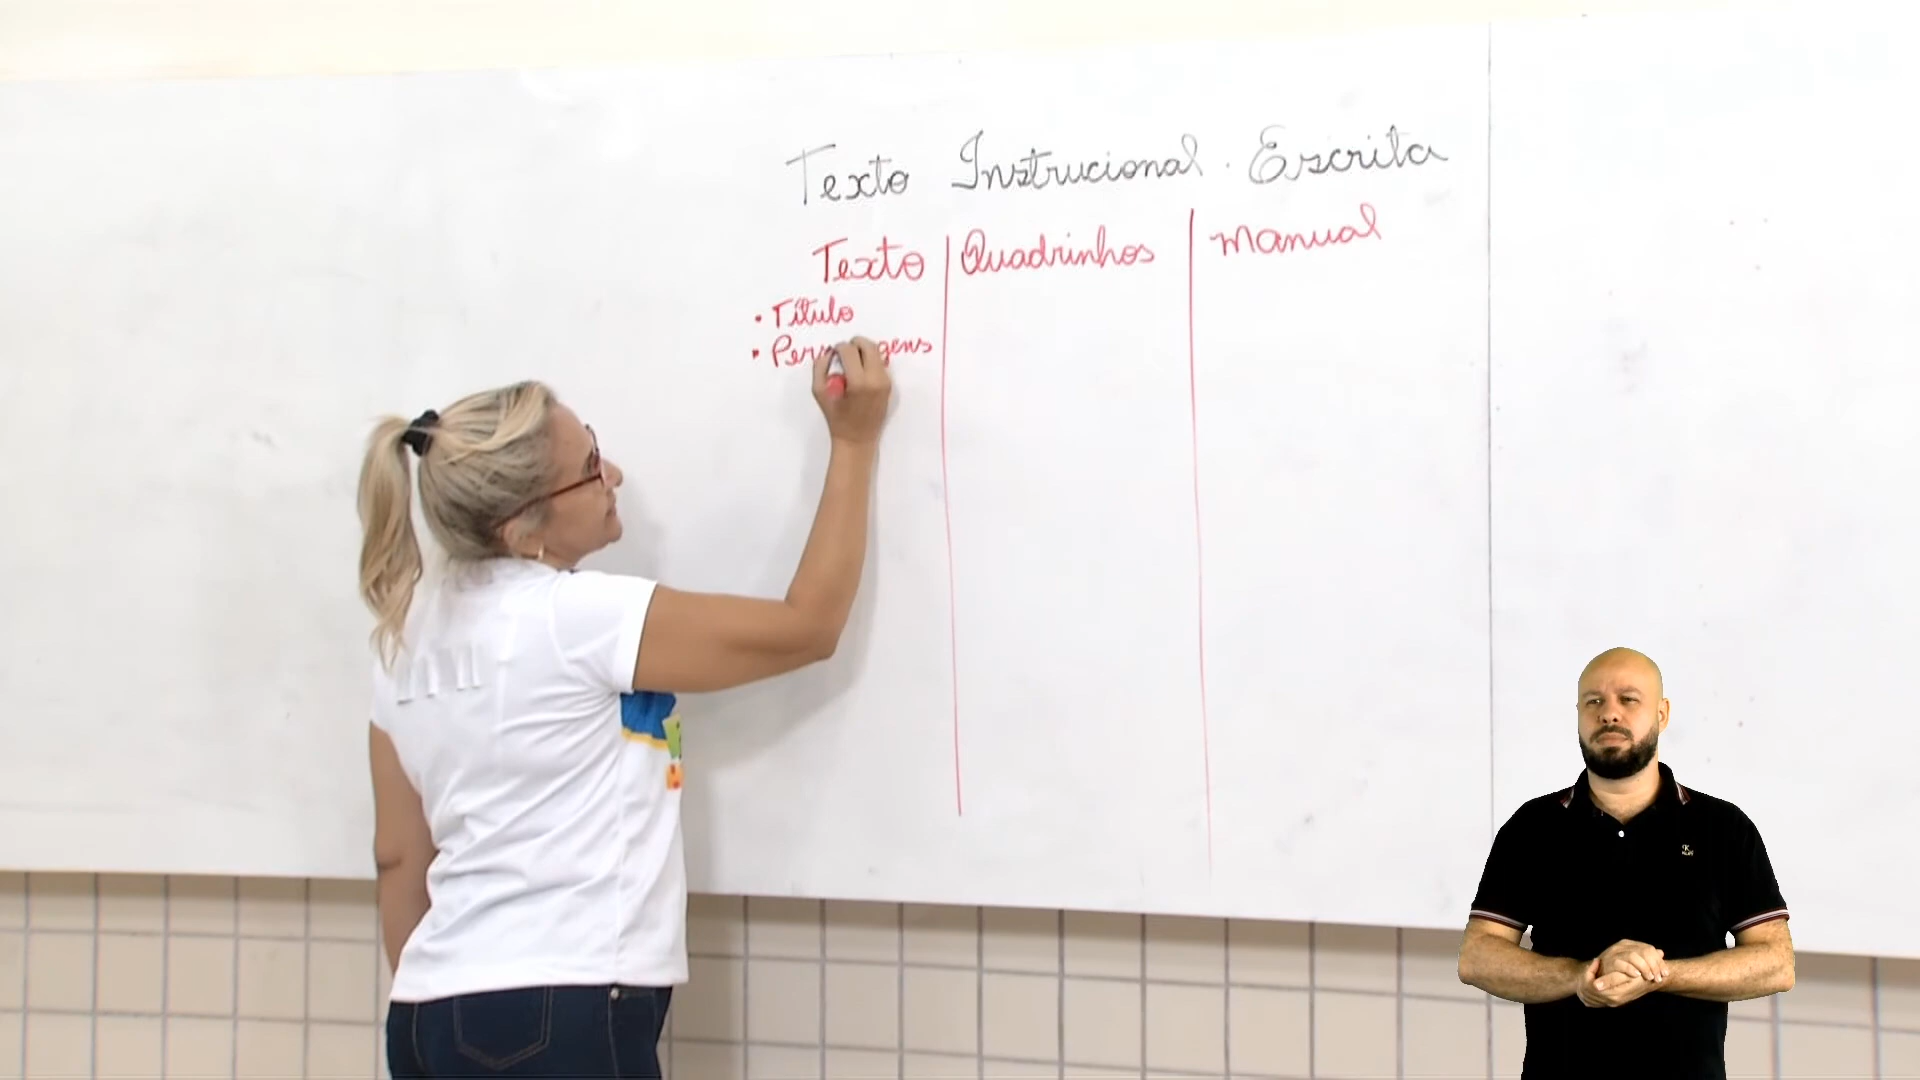 Texto Instrucional. Escrita
Texto Quadrinhos Manual
• Título
•